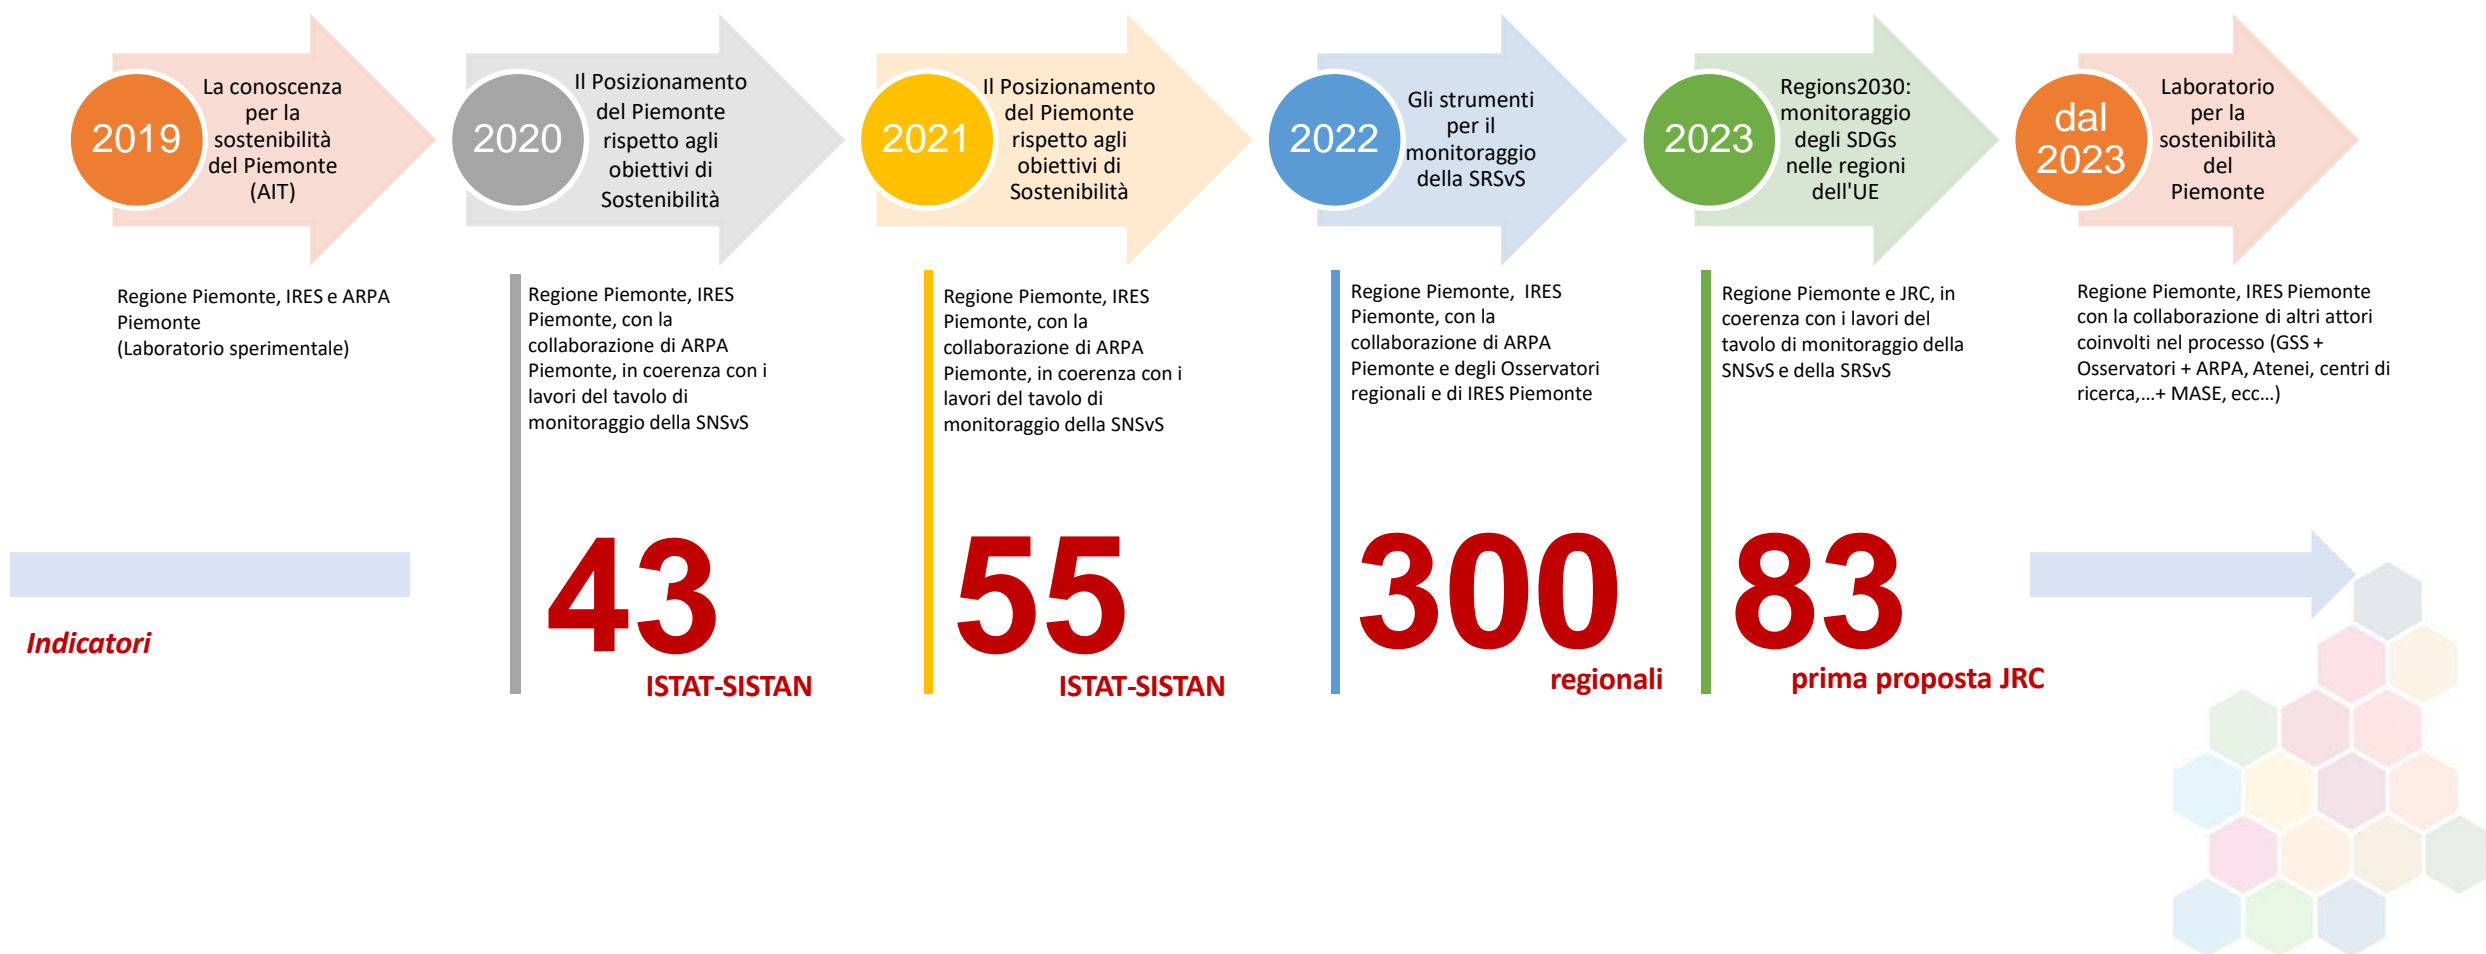 2019
La conoscenza
per la
sostenibilità
del Piemonte
(AIT)
2020
Il Posizionamento
del Piemonte
rispetto agli
obiettivi di
Sostenibilità
2021
Il Posizionamento
del Piemonte
rispetto agli
obiettivi di
Sostenibilità
2022
Gli strumenti
per il
monitoraggio
della SRSvS
2023
Regions2030:
monitoraggio
degli SDGs
nelle regioni
dell'UE
dal
2023
Laboratorio
per la
sostenibilità
del
Piemonte
Regione Piemonte, IRES e ARPA
Piemonte
(Laboratorio sperimentale)
Regione Piemonte, IRES
Piemonte, con la
collaborazione di ARPA
Piemonte, in coerenza con i
lavori del tavolo di
monitoraggio della SNSvS
Regione Piemonte, IRES
Piemonte, con la
collaborazione di ARPA
Piemonte, in coerenza con i
lavori del tavolo di
monitoraggio della SNSvS
Regione Piemonte, IRES
Piemonte, con la
collaborazione di ARPA
Piemonte e degli Osservatori
regionali e di IRES Piemonte
Regione Piemonte e JRC, in
coerenza con i lavori del
tavolo di monitoraggio della
SNSvS e della SRSvS
Regione Piemonte, IRES Piemonte
con la collaborazione di altri attori
coinvolti nel processo (GSS +
Osservatori + ARPA, Atenei, centri di
ricerca,...+ MASE, ecc...)
Indicatori
43
ISTAT-SISTAN
55
ISTAT-SISTAN
300
regionali
83
prima proposta JRC